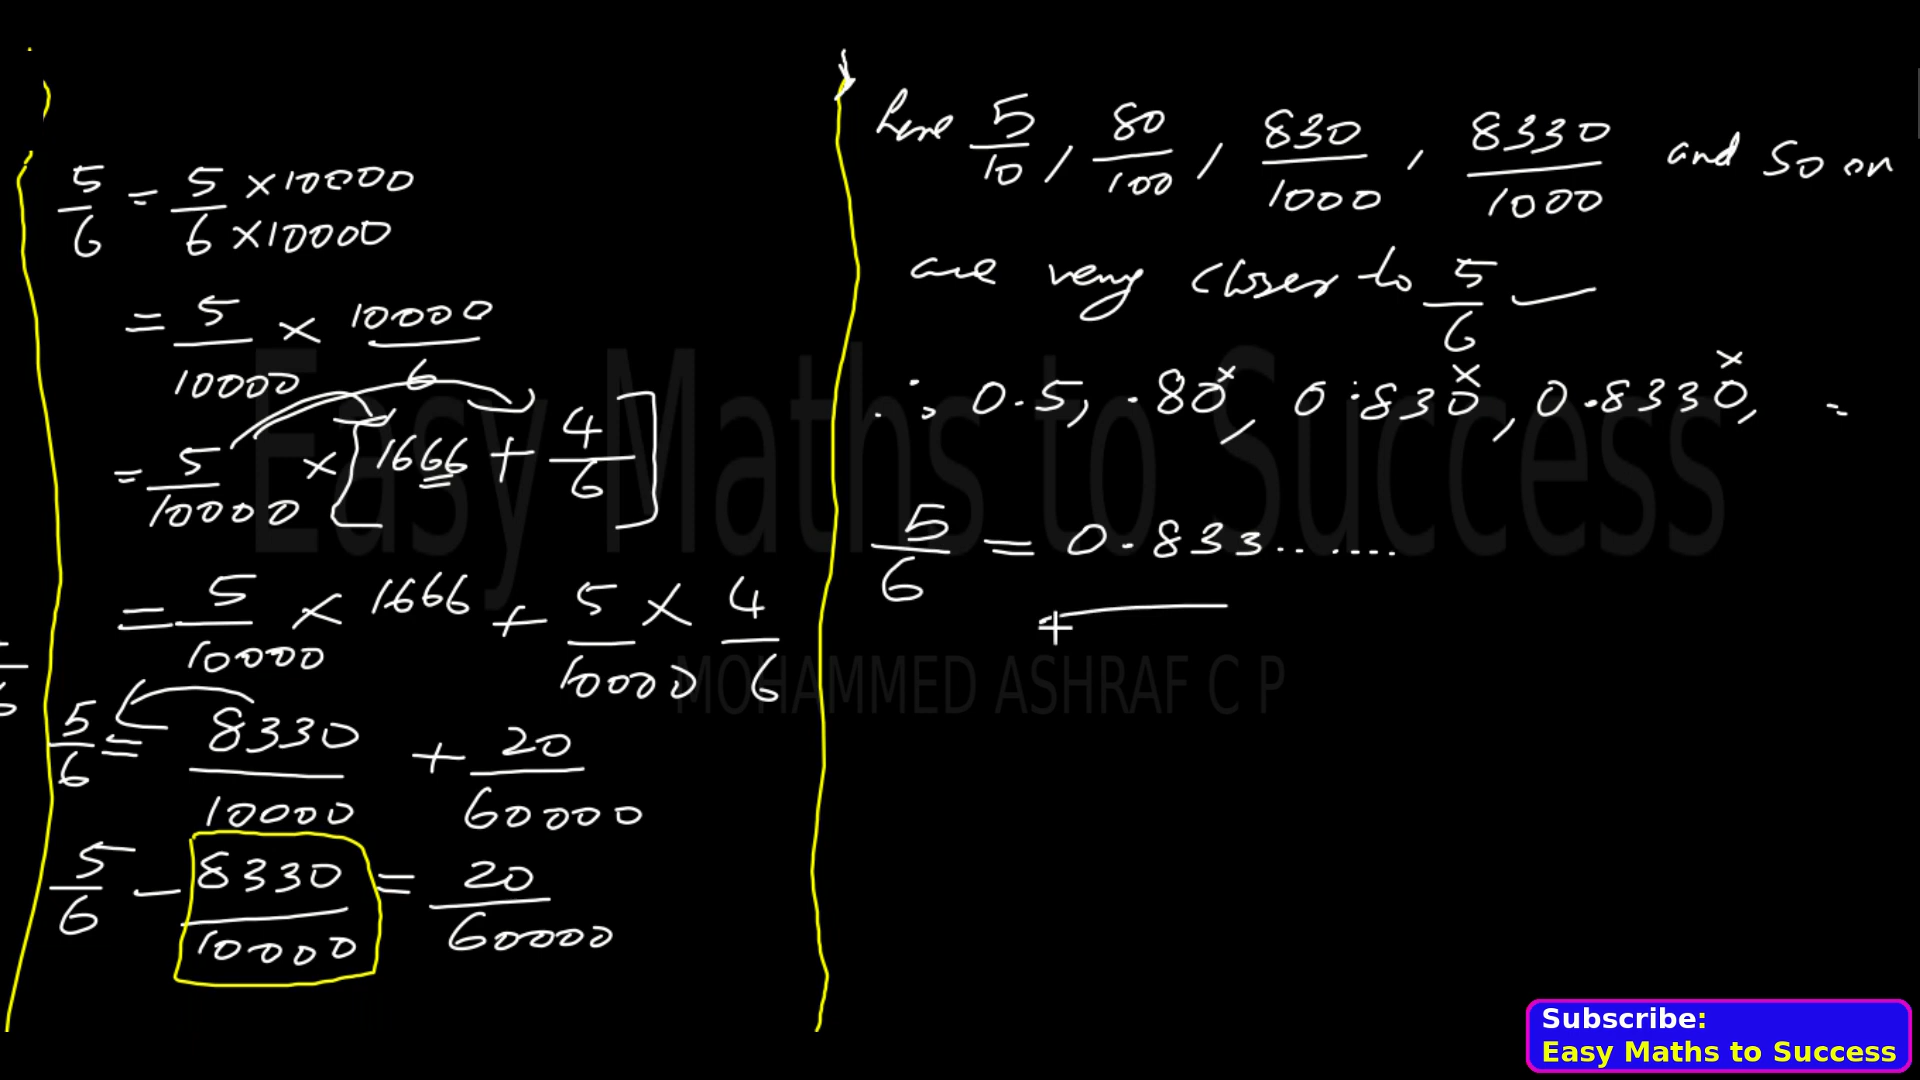 5/6 = 5×10000/6×10000
= 5/10000 × 10000/6
= 5/10000 × [1666 + 4/6]
= 5/10000 × 1666 + 5/10000 × 4/6
5/6 = 8330/10000 + 20/60000
5/6 - 8330/10000 = 20/60000
here 5/10, 80/100, 830/1000, 8330/1000 and so on
are very closer to 5/6
∴ 0.5, .80, 0.830, 0.8330,
5/6 = 0.833.......
Easy Maths to Success
MOHAMMED ASHRAF C P
Subscribe:
Easy Maths to Success